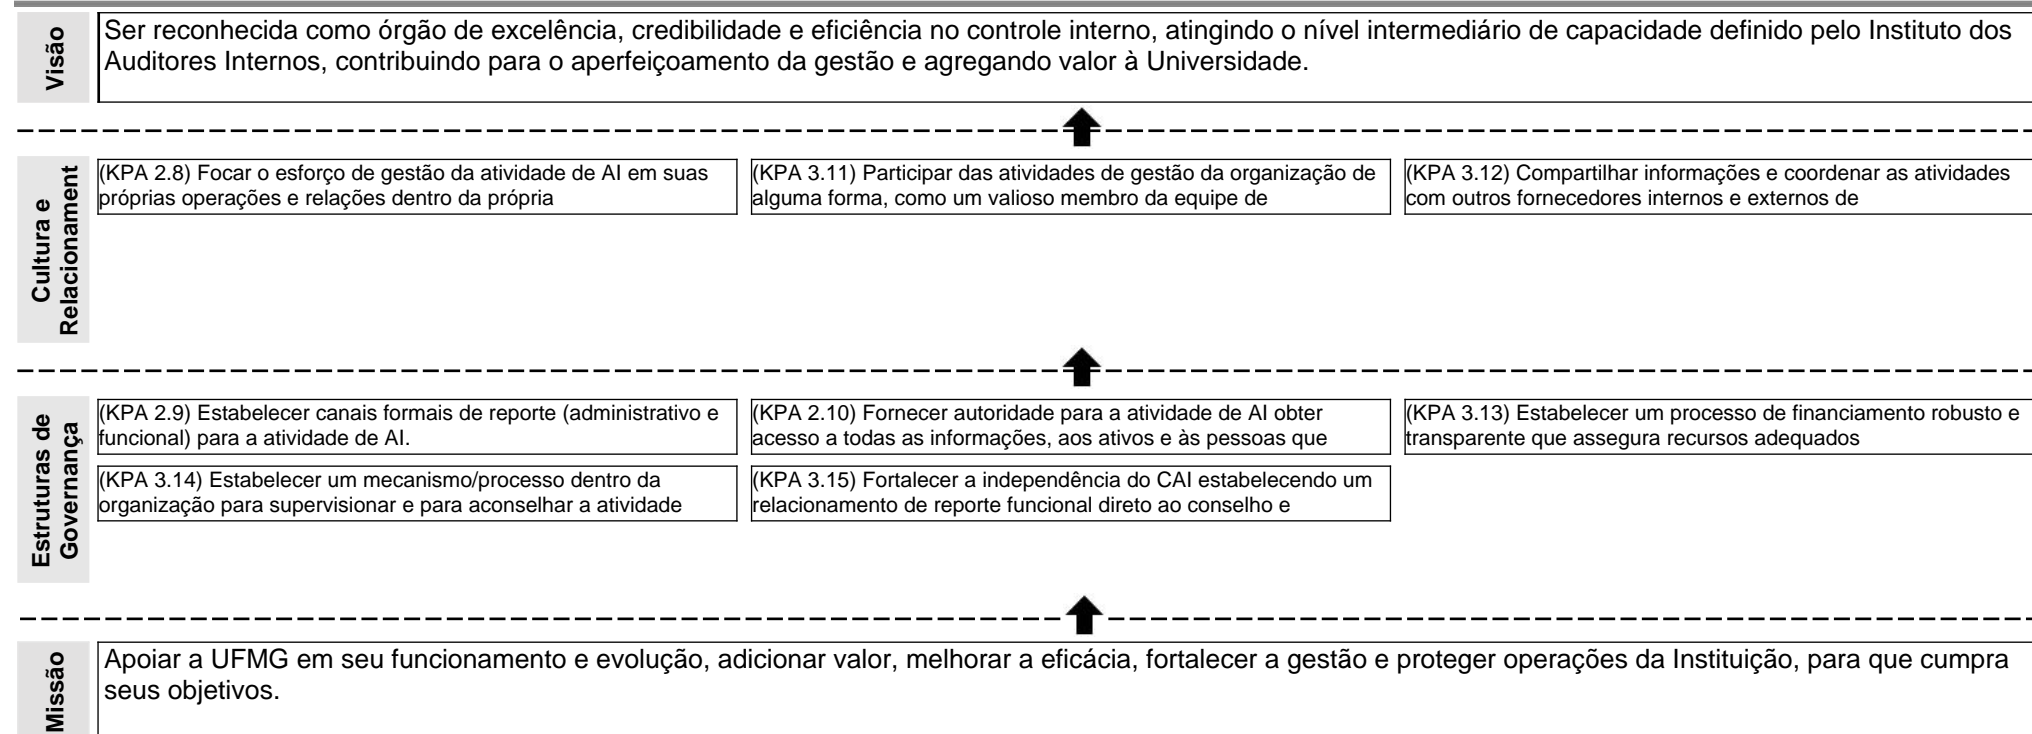 Visão
Ser reconhecida como órgão de excelência, credibilidade e eficiência no controle interno, atingindo o nível intermediário de capacidade definido pelo Instituto dos
Auditores Internos, contribuindo para o aperfeiçoamento da gestão e agregando valor à Universidade.
Cultura e
Relacionament
(KPA 2.8) Focar o esforço de gestão da atividade de AI em suas
próprias operações e relações dentro da própria
(KPA 3.11) Participar das atividades de gestão da organização de
alguma forma, como um valioso membro da equipe de
(KPA 3.12) Compartilhar informações e coordenar as atividades
com outros fornecedores internos e externos de
Estruturas de
Governança
(KPA 2.9) Estabelecer canais formais de reporte (administrativo e
funcional) para a atividade de AI.
(KPA 2.10) Fornecer autoridade para a atividade de AI obter
acesso a todas as informações, aos ativos e às pessoas que
(KPA 3.13) Estabelecer um processo de financiamento robusto e
transparente que assegura recursos adequados
(KPA 3.14) Estabelecer um mecanismo/processo dentro da
organização para supervisionar e para aconselhar a atividade
(KPA 3.15) Fortalecer a independência do CAI estabelecendo um
relacionamento de reporte funcional direto ao conselho e
Missão
Apoiar a UFMG em seu funcionamento e evolução, adicionar valor, melhorar a eficácia, fortalecer a gestão e proteger operações da Instituição, para que cumpra
seus objetivos.